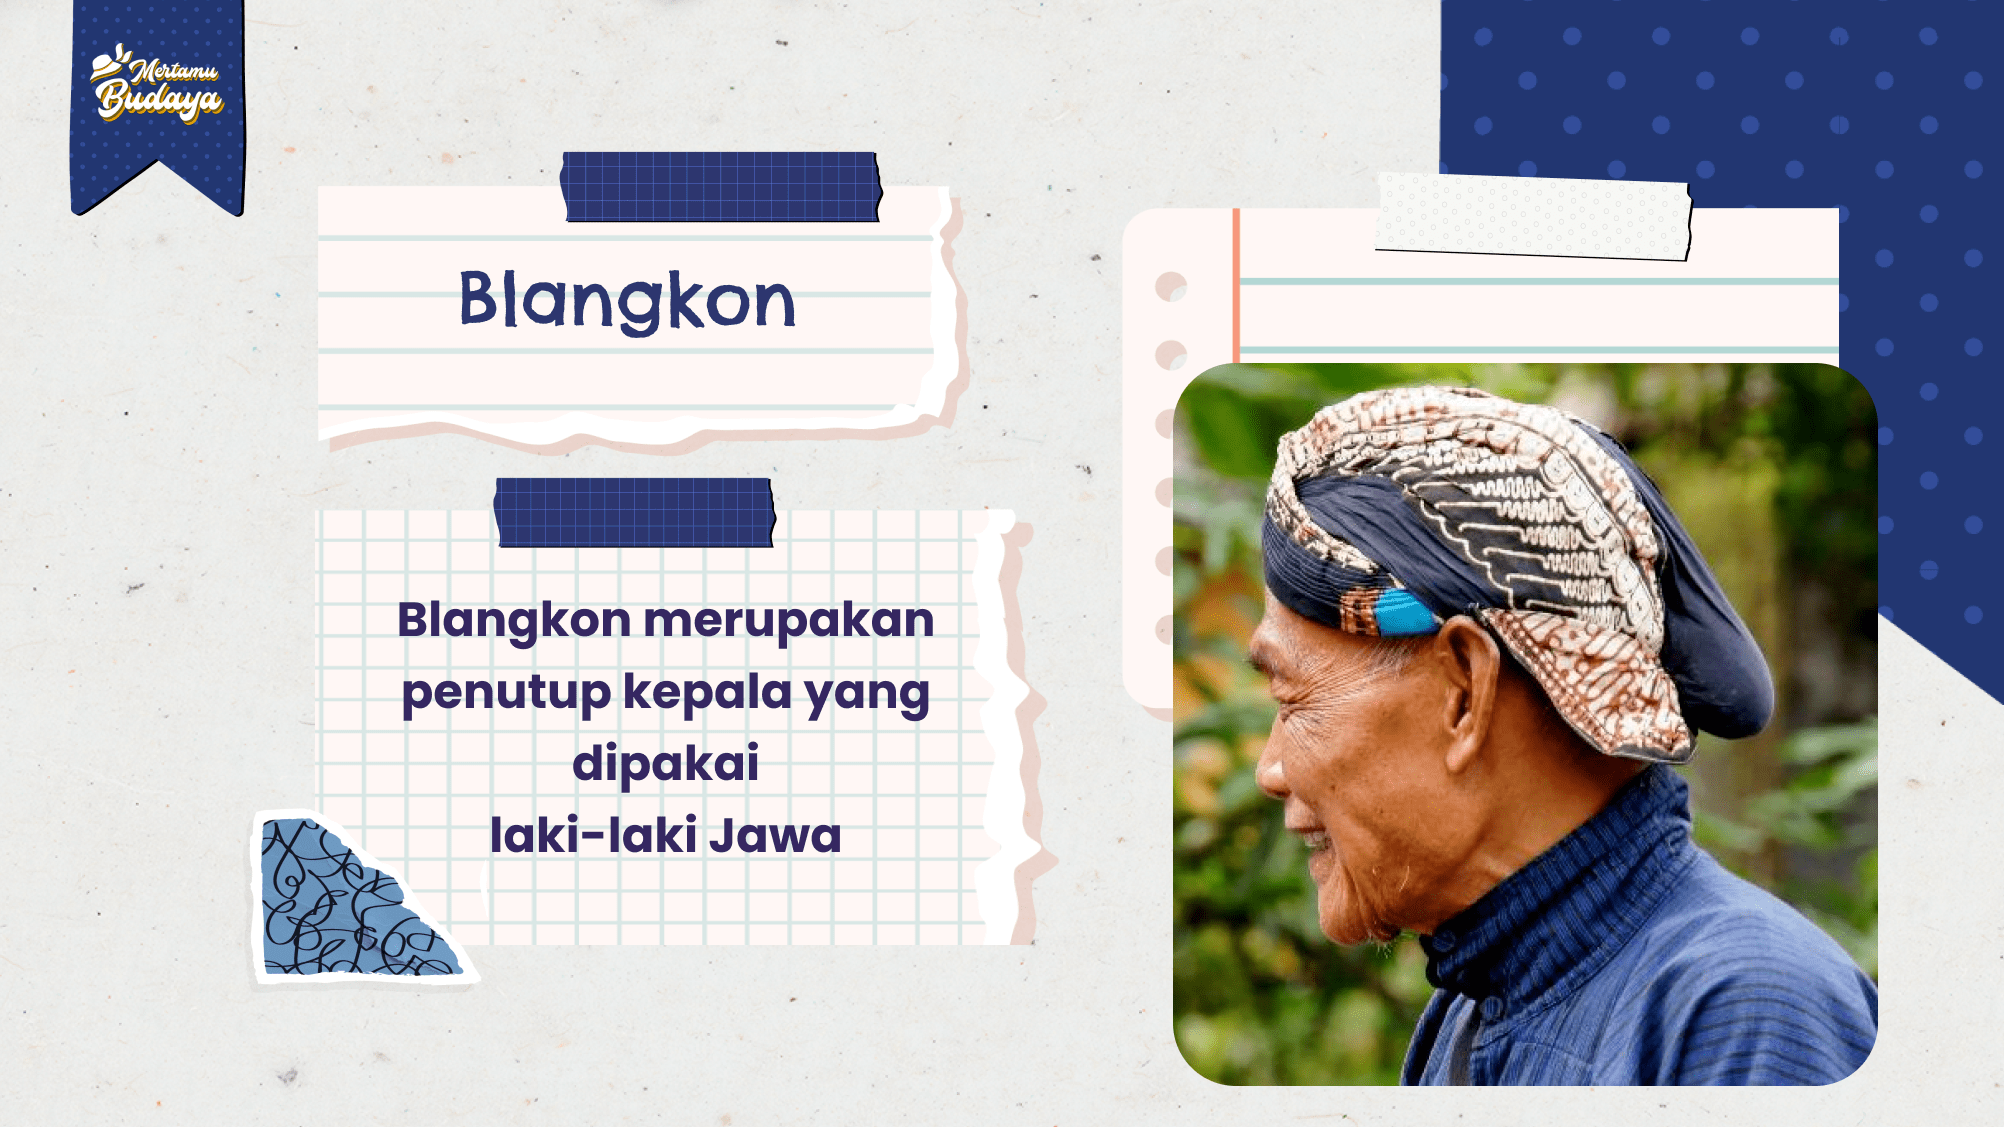 Mertamu
Budaya
Blangkon
Blangkon merupakan
penutup kepala yang
dipakai
laki-laki Jawa